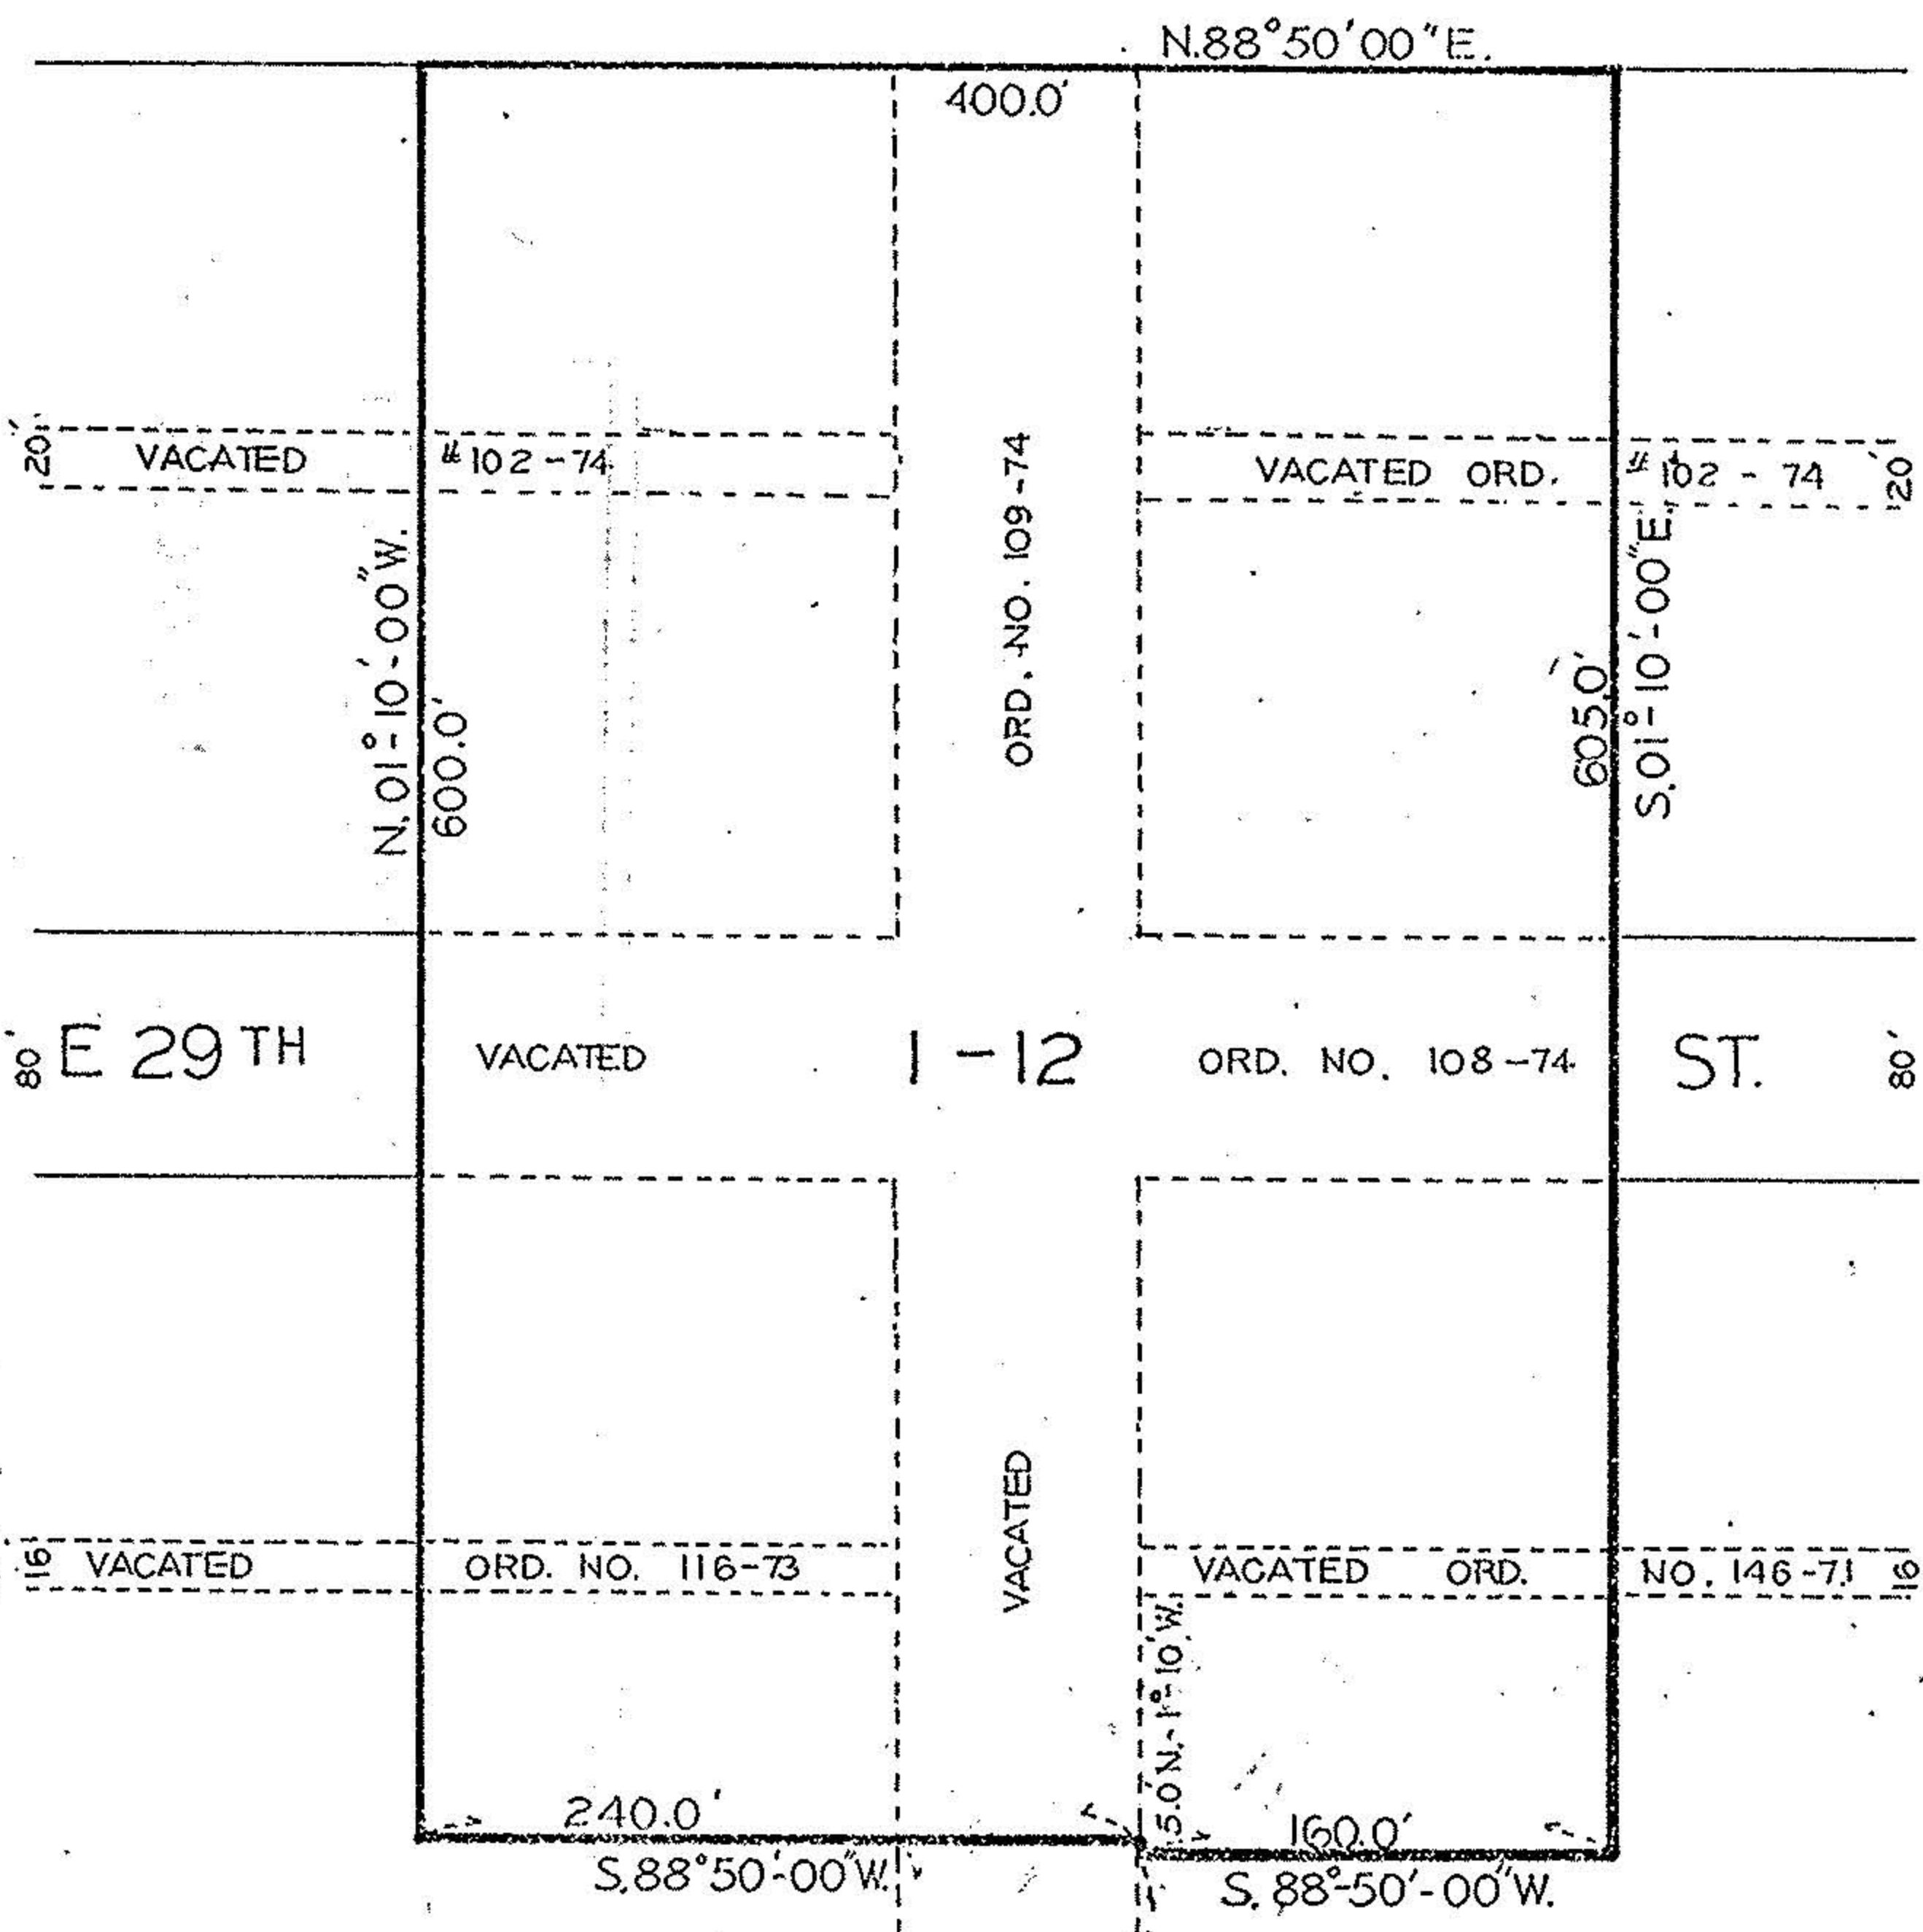 N.88°50'00"E.
400.0'
20'
VACATED #102-74
VACATED ORD. #102 - 74
20'
ORD. NO. 109-74
N.01°-10'-00"W.
600.0'
605.0'
S.01°-10'-00"E.
80'
E 29TH
VACATED
1-12
ORD. NO. 108-74
ST.
80'
VACATED
16
VACATED ORD. NO. 116-73
VACATED ORD. NO. 146-71
16
5.0' N.-1°-10'W.
240.0'
160.0'
S.88°50'-00"W.
S. 88°-50'-00"W.